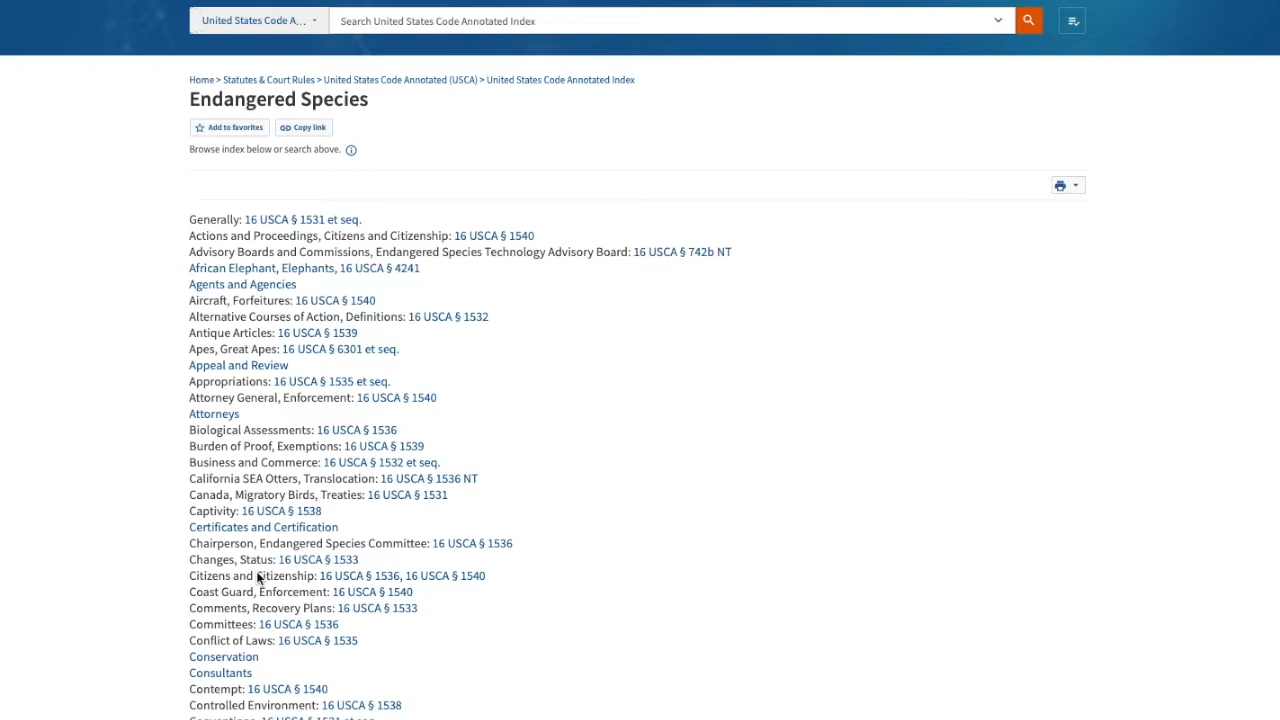 United States Code A...
Search United States Code Annotated Index
Home > Statutes & Court Rules > United States Code Annotated (USCA) > United States Code Annotated Index
Endangered Species
Add to favorites
Copy link
Browse index below or search above.
Generally: 16 USCA § 1531 et seq.
Actions and Proceedings, Citizens and Citizenship: 16 USCA § 1540
Advisory Boards and Commissions, Endangered Species Technology Advisory Board: 16 USCA § 742b NT
African Elephant, Elephants, 16 USCA § 4241
Agents and Agencies
Aircraft, Forfeitures: 16 USCA § 1540
Alternative Courses of Action, Definitions: 16 USCA § 1532
Antique Articles: 16 USCA § 1539
Apes, Great Apes: 16 USCA § 6301 et seq.
Appeal and Review
Appropriations: 16 USCA § 1535 et seq.
Attorney General, Enforcement: 16 USCA § 1540
Attorneys
Biological Assessments: 16 USCA § 1536
Burden of Proof, Exemptions: 16 USCA § 1539
Business and Commerce: 16 USCA § 1532 et seq.
California SEA Otters, Translocation: 16 USCA § 1536 NT
Canada, Migratory Birds, Treaties: 16 USCA § 1531
Captivity: 16 USCA § 1538
Certificates and Certification
Chairperson, Endangered Species Committee: 16 USCA § 1536
Changes, Status: 16 USCA § 1533
Citizens and Citizenship: 16 USCA § 1536, 16 USCA § 1540
Coast Guard, Enforcement: 16 USCA § 1540
Comments, Recovery Plans: 16 USCA § 1533
Committees: 16 USCA § 1536
Conflict of Laws: 16 USCA § 1535
Conservation
Consultants
Contempt: 16 USCA § 1540
Controlled Environment: 16 USCA § 1538
Conventions: 16 USCA § 1531 et seq.